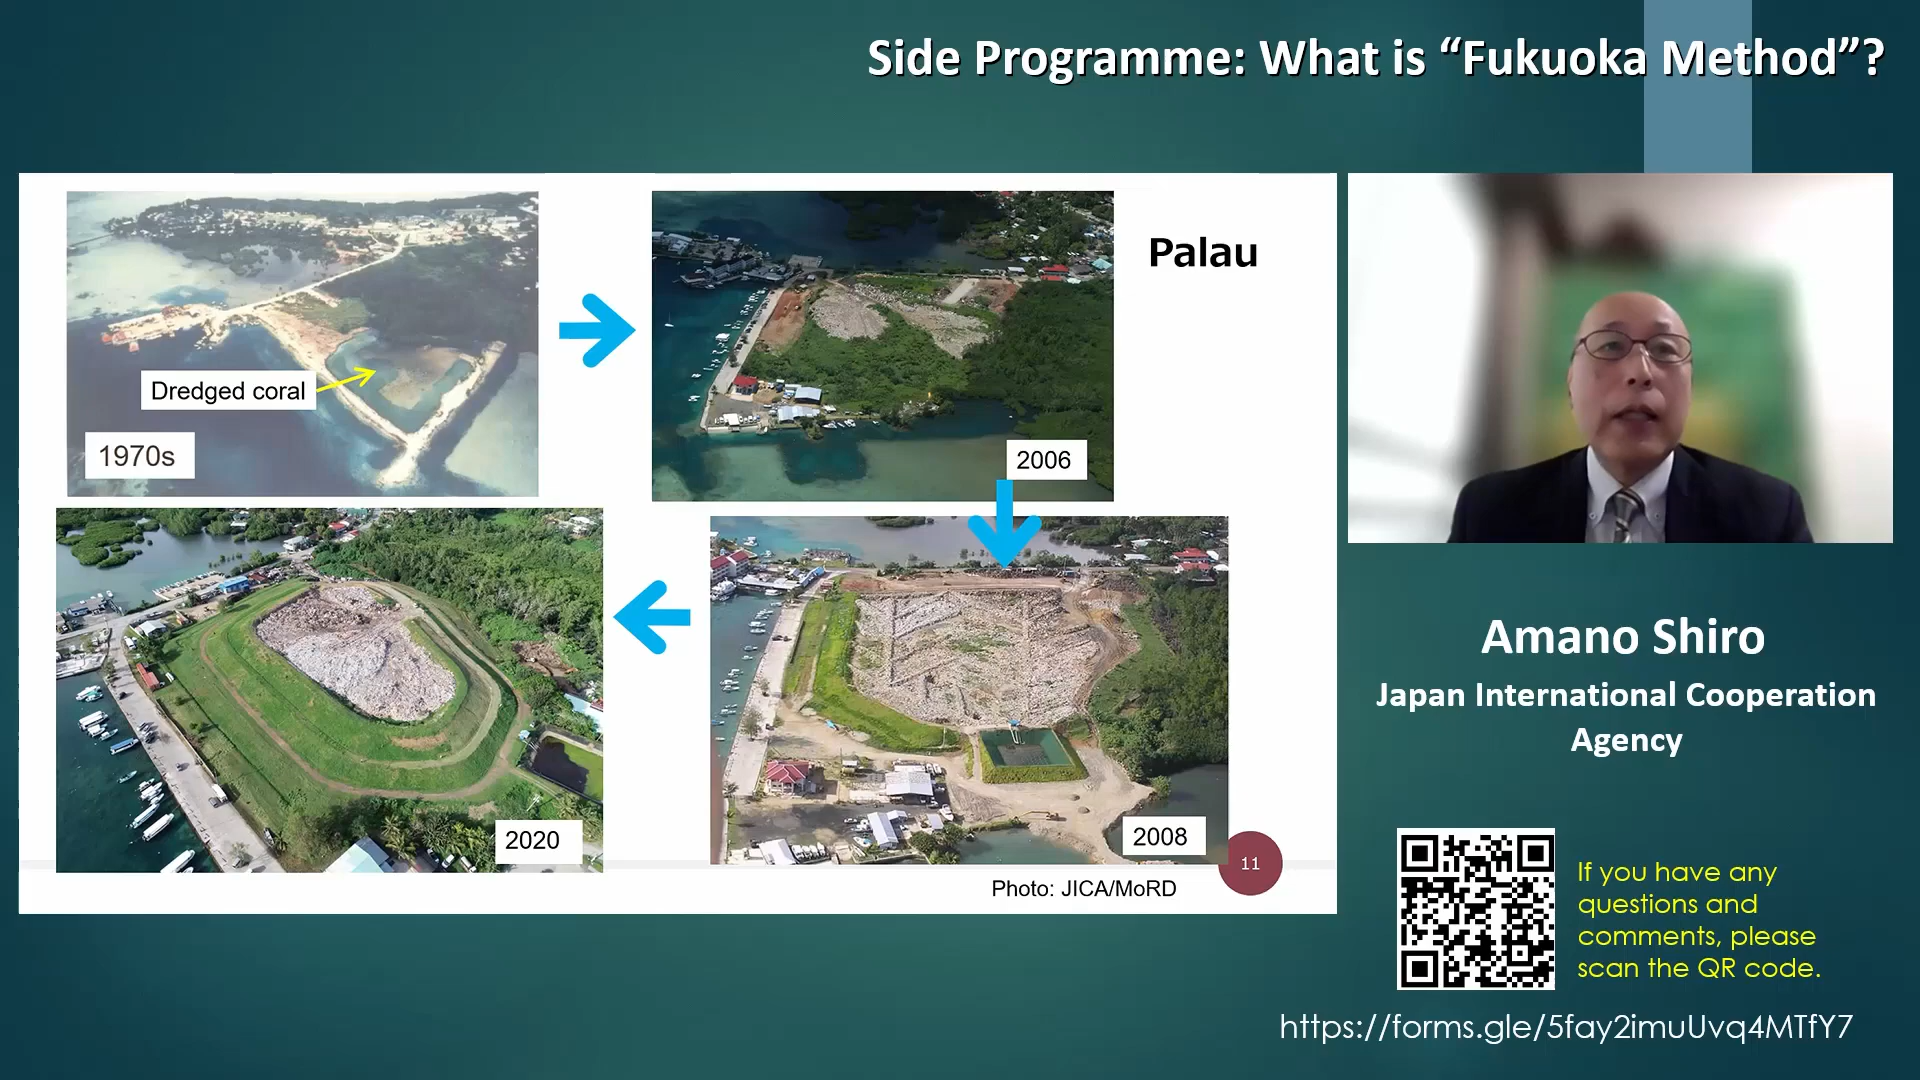 Side Programme: What is “Fukuoka Method”?
Palau
Dredged coral
1970s
2006
2020
2008
11
Photo: JICA/MoRD
Amano Shiro
Japan International Cooperation
Agency
If you have any
questions and
comments, please
scan the QR code.
https://forms.gle/5fay2imuUvq4MTfY7